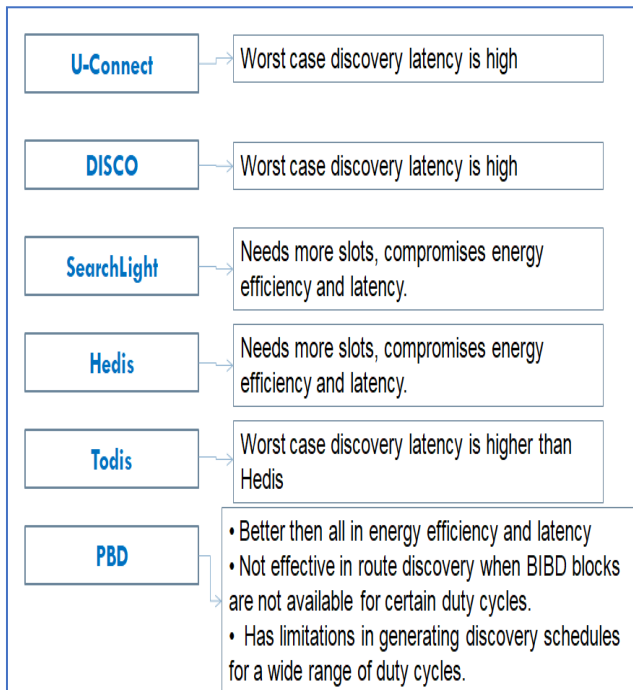 U-Connect
Worst case discovery latency is high
DISCO
Worst case discovery latency is high
SearchLight
Needs more slots, compromises energy
efficiency and latency.
Hedis
Needs more slots, compromises energy
efficiency and latency.
Todis
Worst case discovery latency is higher than
Hedis
PBD
• Better then all in energy efficiency and latency
• Not effective in route discovery when BIBD blocks
are not available for certain duty cycles.
• Has limitations in generating discovery schedules
for a wide range of duty cycles.